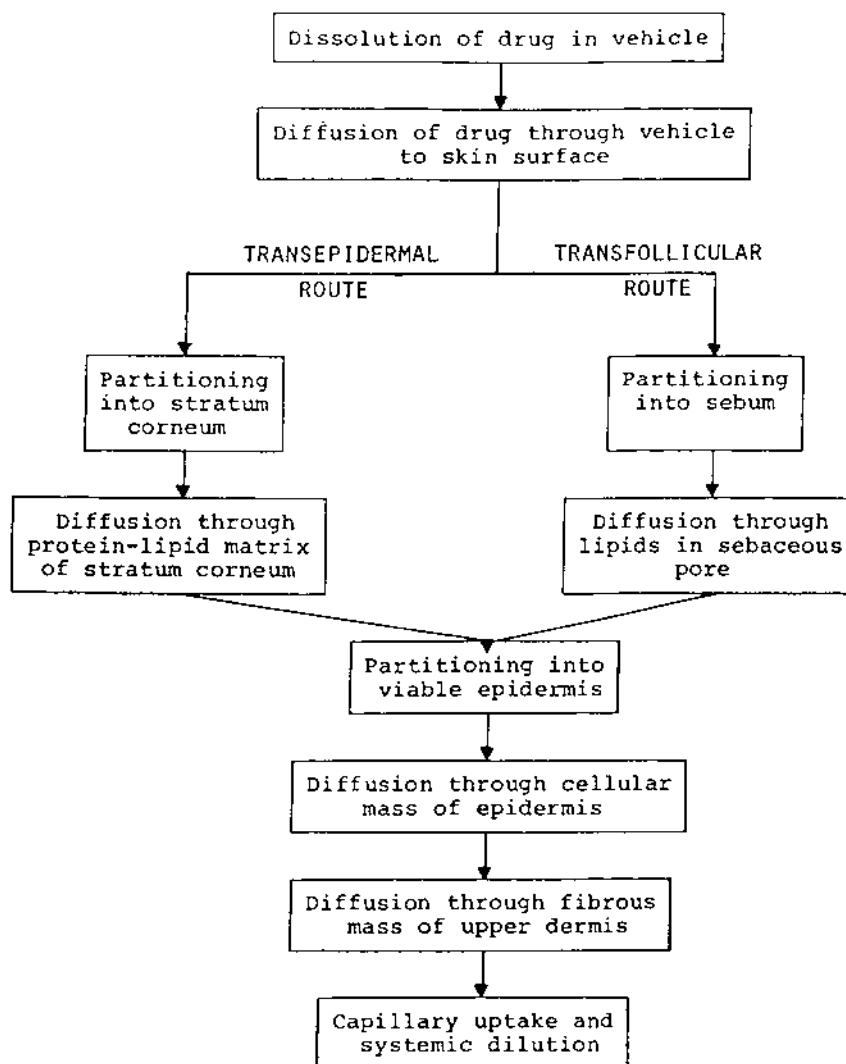 Dissolution of drug in vehicle
Diffusion of drug through vehicle
to skin surface
TRANSEPIDERMAL
ROUTE
TRANSFOLLICULAR
ROUTE
Partitioning
into stratum
corneum
Partitioning
into sebum
Diffusion through
protein-lipid matrix
of stratum corneum
Diffusion through
lipids in sebaceous
pore
Partitioning into
viable epidermis
Diffusion through cellular
mass of epidermis
Diffusion through fibrous
mass of upper dermis
Capillary uptake and
systemic dilution